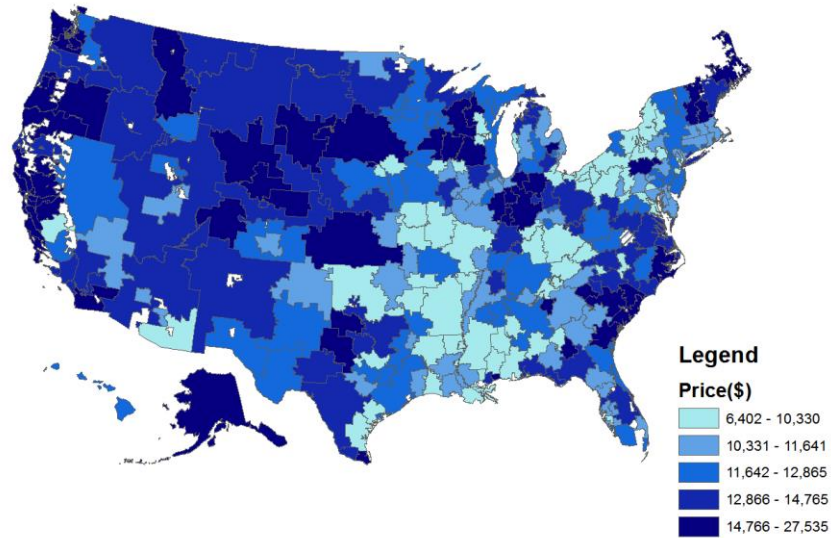 Legend
Price($)
6,402 - 10,330
10,331 - 11,641
11,642 - 12,865
12,866 - 14,765
14,766 - 27,535